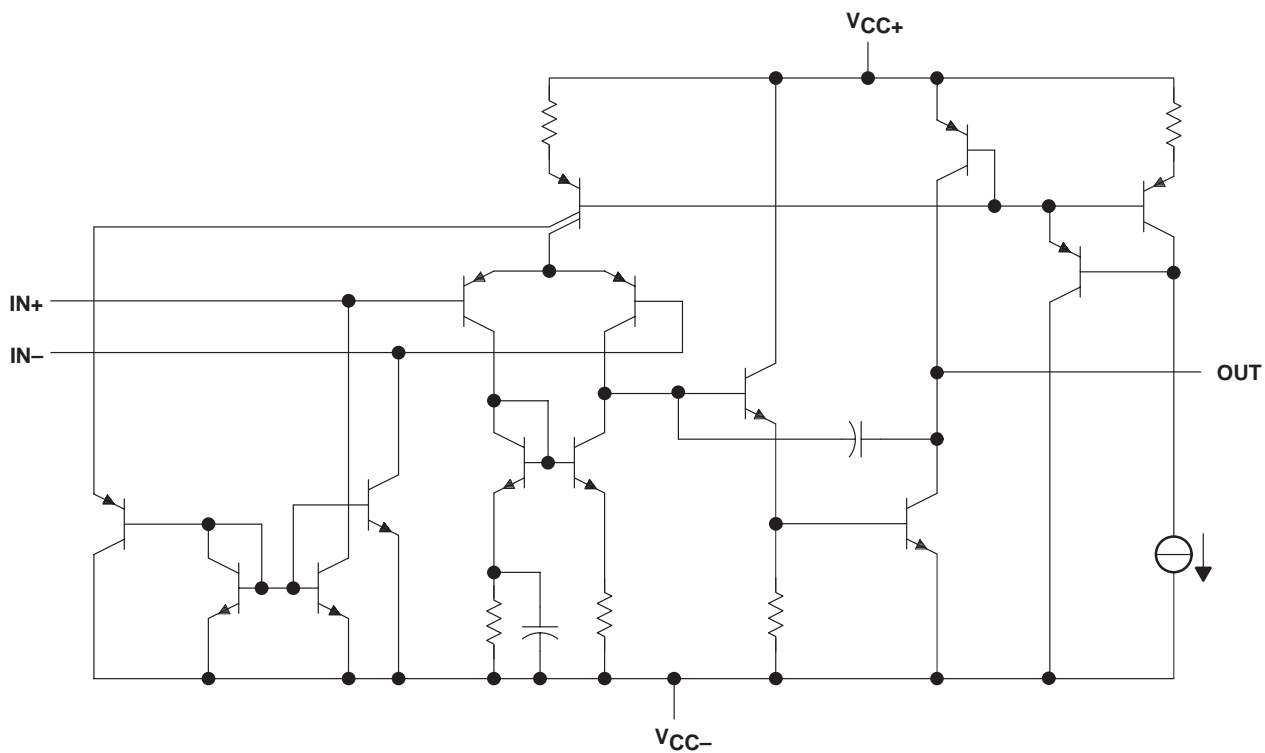 VCC+
IN+
IN–
OUT
VCC–